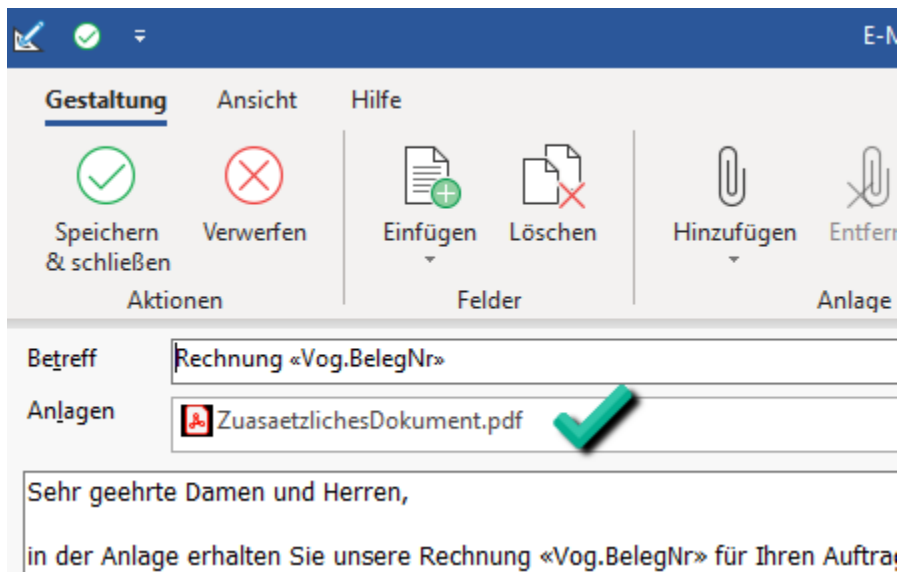 E-M
Gestaltung Ansicht Hilfe
Speichern & schließen
Verwerfen
Einfügen
Löschen
Hinzufügen
Entfern
Aktionen
Felder
Anlage
Betreff
Rechnung «Vog.BelegNr»
Anlagen
ZuasaetzlichesDokument.pdf
Sehr geehrte Damen und Herren,
in der Anlage erhalten Sie unsere Rechnung «Vog.BelegNr» für Ihren Auftrag